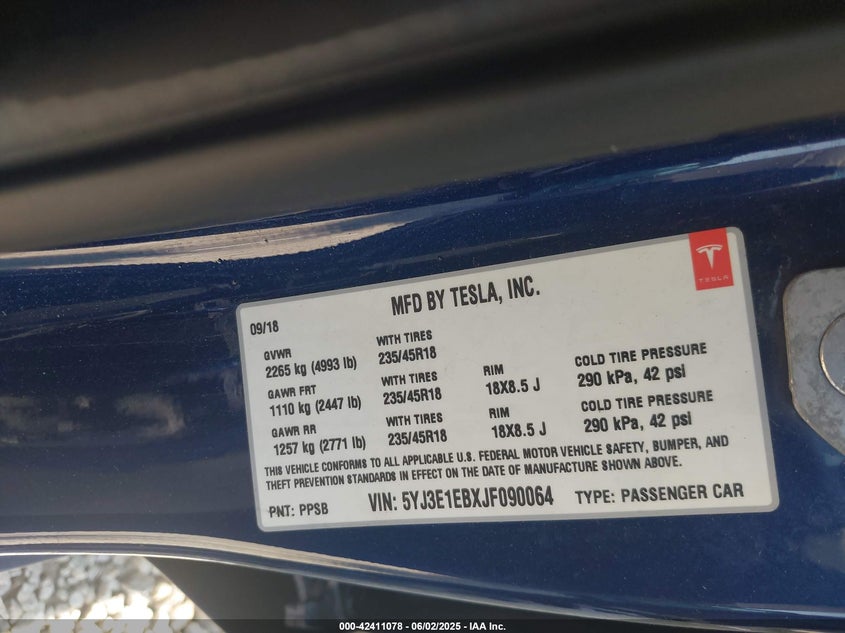 TESLA
MFD BY TESLA, INC.
09/18
GVWR WITH TIRES COLD TIRE PRESSURE
2265 kg (4993 lb) 235/45R18 RIM 290 kPa, 42 psi
GAWR FRT WITH TIRES 18X8.5 J COLD TIRE PRESSURE
1110 kg (2447 lb) 235/45R18 RIM 290 kPa, 42 psi
GAWR RR WITH TIRES 18X8.5 J
1257 kg (2771 lb) 235/45R18
THIS VEHICLE CONFORMS TO ALL APPLICABLE U.S. FEDERAL MOTOR VEHICLE SAFETY, BUMPER, AND
THEFT PREVENTION STANDARDS IN EFFECT ON THE DATE OF MANUFACTURE SHOWN ABOVE.
PNT: PPSB VIN: 5YJ3E1EBXJF090064 TYPE: PASSENGER CAR
000-42411078 | 06/02/2025 - IAA Inc.